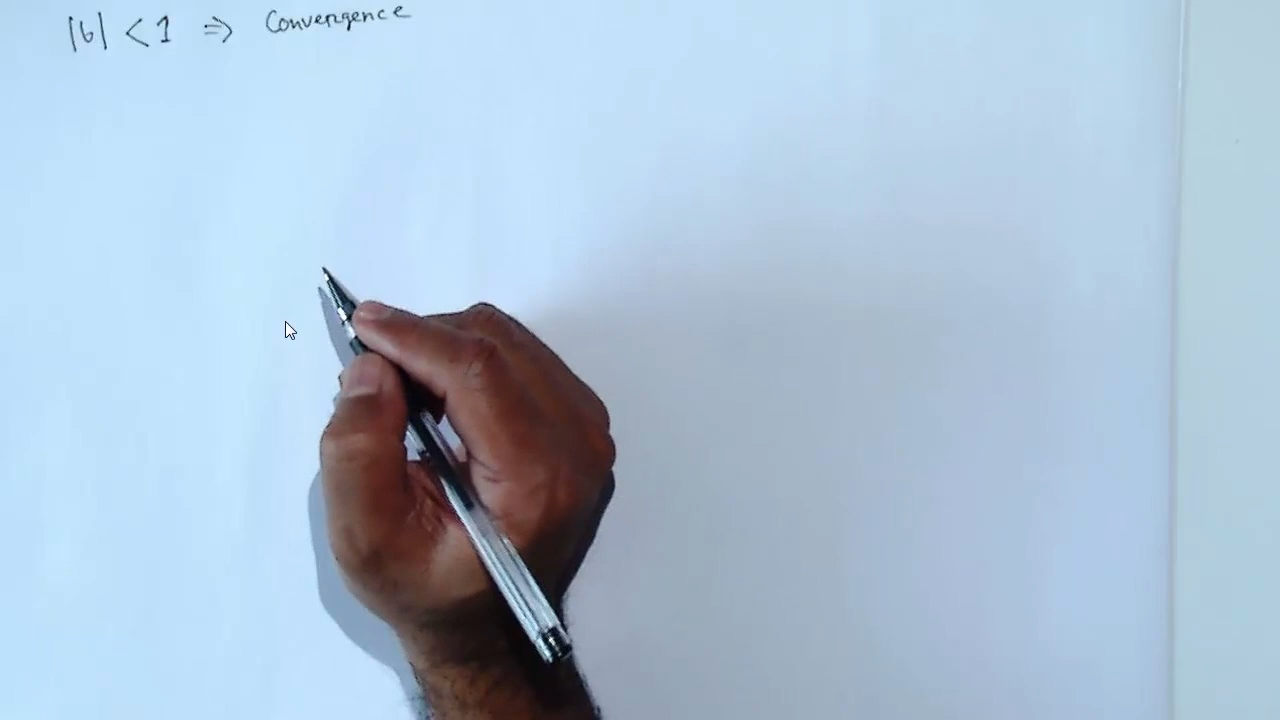 |b| < 1 ⇒ Convergence